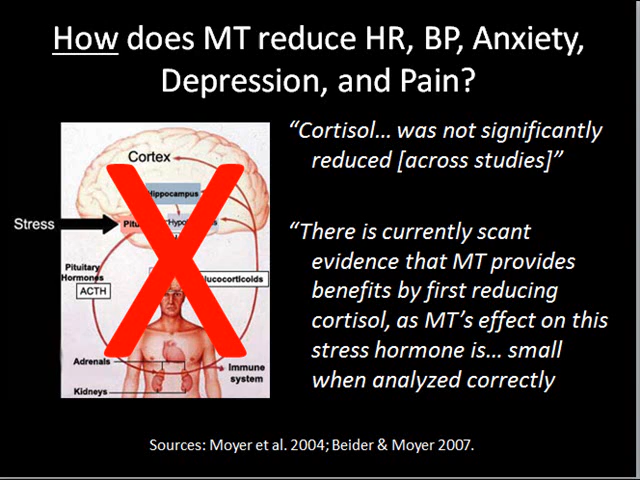 How does MT reduce HR, BP, Anxiety,
Depression, and Pain?
“Cortisol… was not significantly
reduced [across studies]”
“There is currently scant
evidence that MT provides
benefits by first reducing
cortisol, as MT’s effect on this
stress hormone is… small
when analyzed correctly
Cortex
Hippocampus
Stress
Pituitary
Hormones
ACTH
Adrenals
Immune
system
Kidneys
Sources: Moyer et al. 2004; Beider & Moyer 2007.